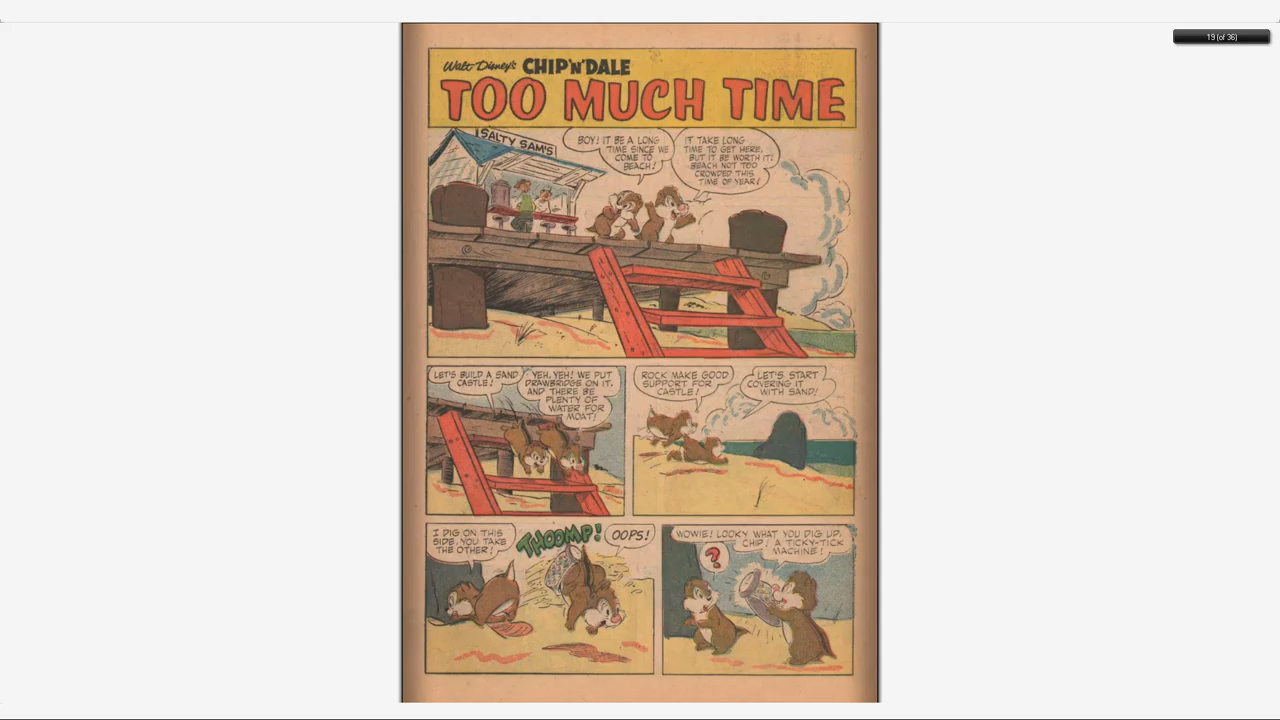 19 (of 36)
Walt Disney's CHIP'N'DALE
TOO MUCH TIME
SALTY SAM'S
BOY! IT BE A LONG
TIME SINCE WE
COME TO
BEACH!
IT TAKE LONG
TIME TO GET HERE,
BUT IT BE WORTH IT!
BEACH NOT TOO
CROWDED THIS
TIME OF YEAR!
LET'S BUILD A SAND
CASTLE!
YEH, YEH! WE PUT
DRAWBRIDGE ON IT.
AND THERE BE
PLENTY OF
WATER FOR
MOAT!
ROCK MAKE GOOD
SUPPORT FOR
CASTLE!
LET'S START
COVERING IT
WITH SAND!
I DIG ON THIS
SIDE, YOU TAKE
THE OTHER!
THOOMP!
OOPS!
WOWIE! LOOKY WHAT YOU DIG UP,
CHIP! A TICKY-TICK
MACHINE!
?